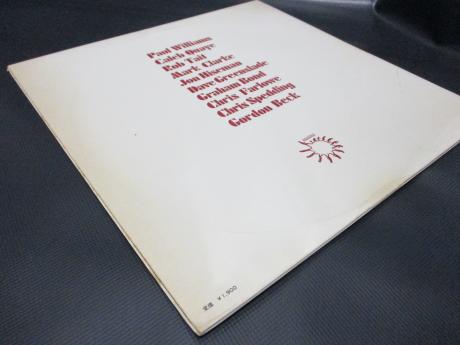 Paul Williams
Caleb Quaye
Rob Tait
Mark Clarke
Jon Hiseman
Dave Greenslade
Graham Bond
Chris Farlowe
Chris Spedding
Gordon Beck
定価 ¥1,900